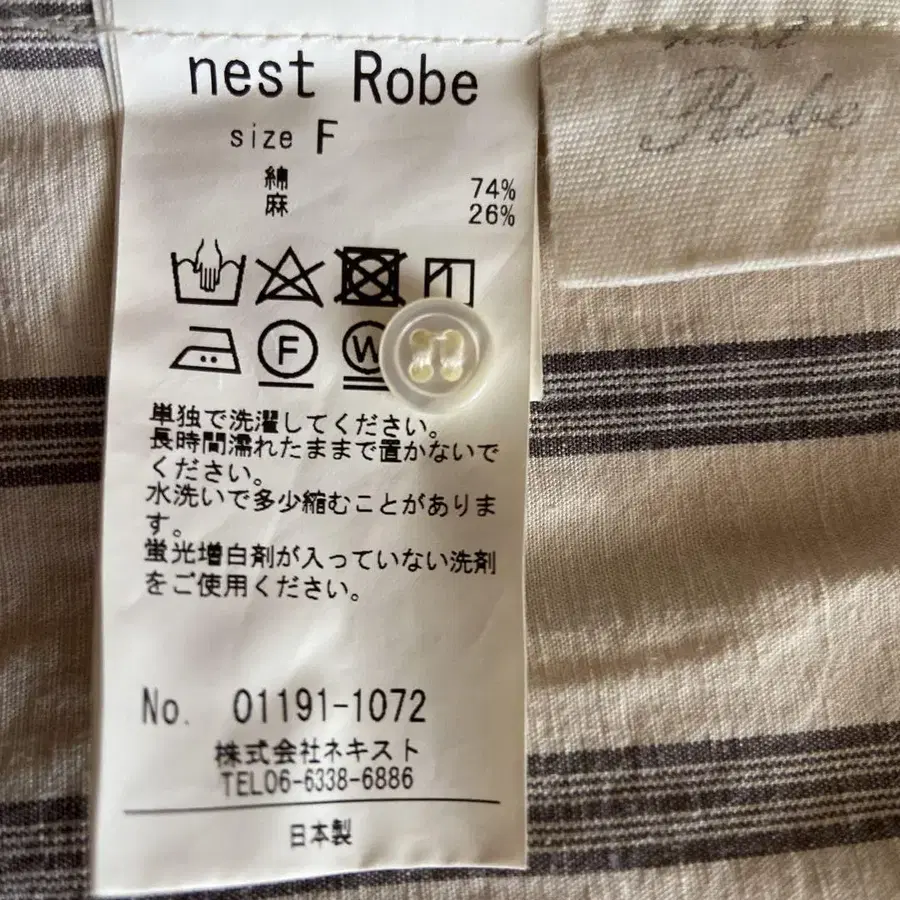 nest Robe
size F
綿 74%
麻 26%
F
W
単独で洗濯してください。
長時間濡れたままで置かないで
ください。
水洗いで多少縮むことがありま
す。
蛍光増白剤が入っていない洗剤
をご使用ください。
No. 01191-1072
株式会社ネキスト
TEL06-6338-6886
日本製
Robe